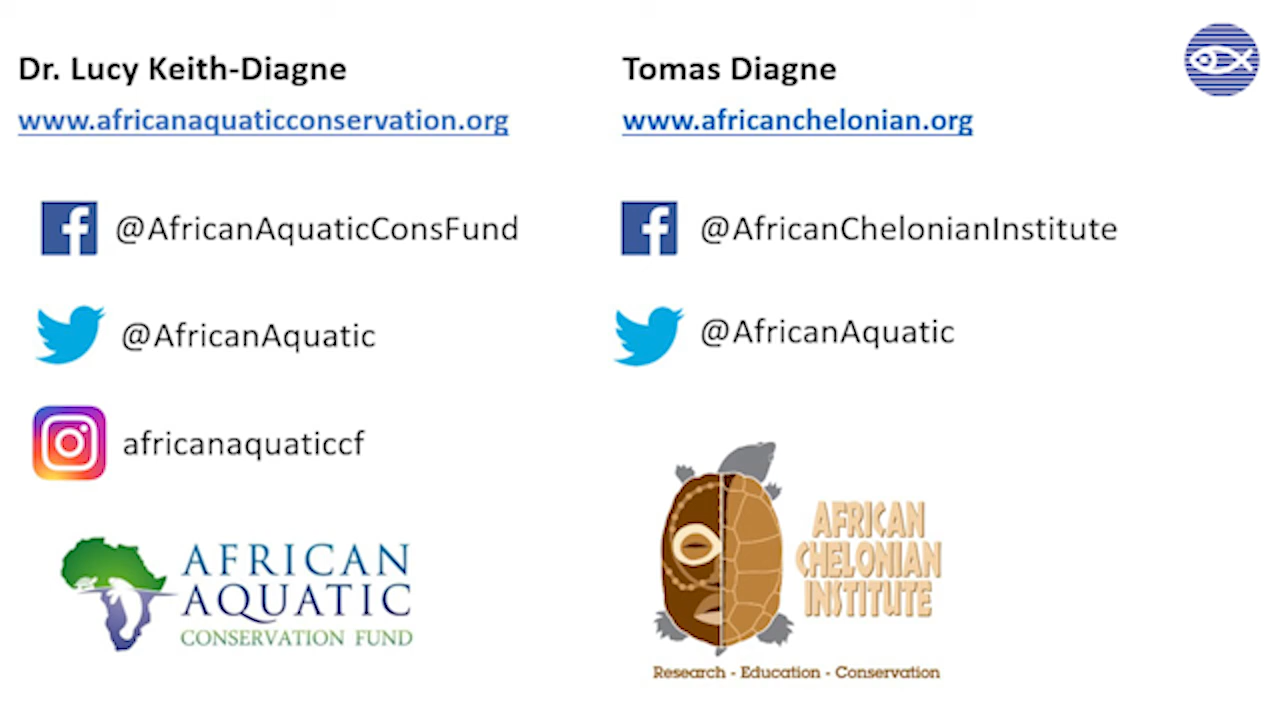 Dr. Lucy Keith-Diagne
www.africanaquaticconservation.org
@AfricanAquaticConsFund
@AfricanAquatic
africanaquaticcf
AFRICAN
AQUATIC
CONSERVATION FUND
Tomas Diagne
www.africanchelonian.org
@AfricanChelonianInstitute
@AfricanAquatic
AFRICAN
CHELONIAN
INSTITUTE
Research - Education - Conservation